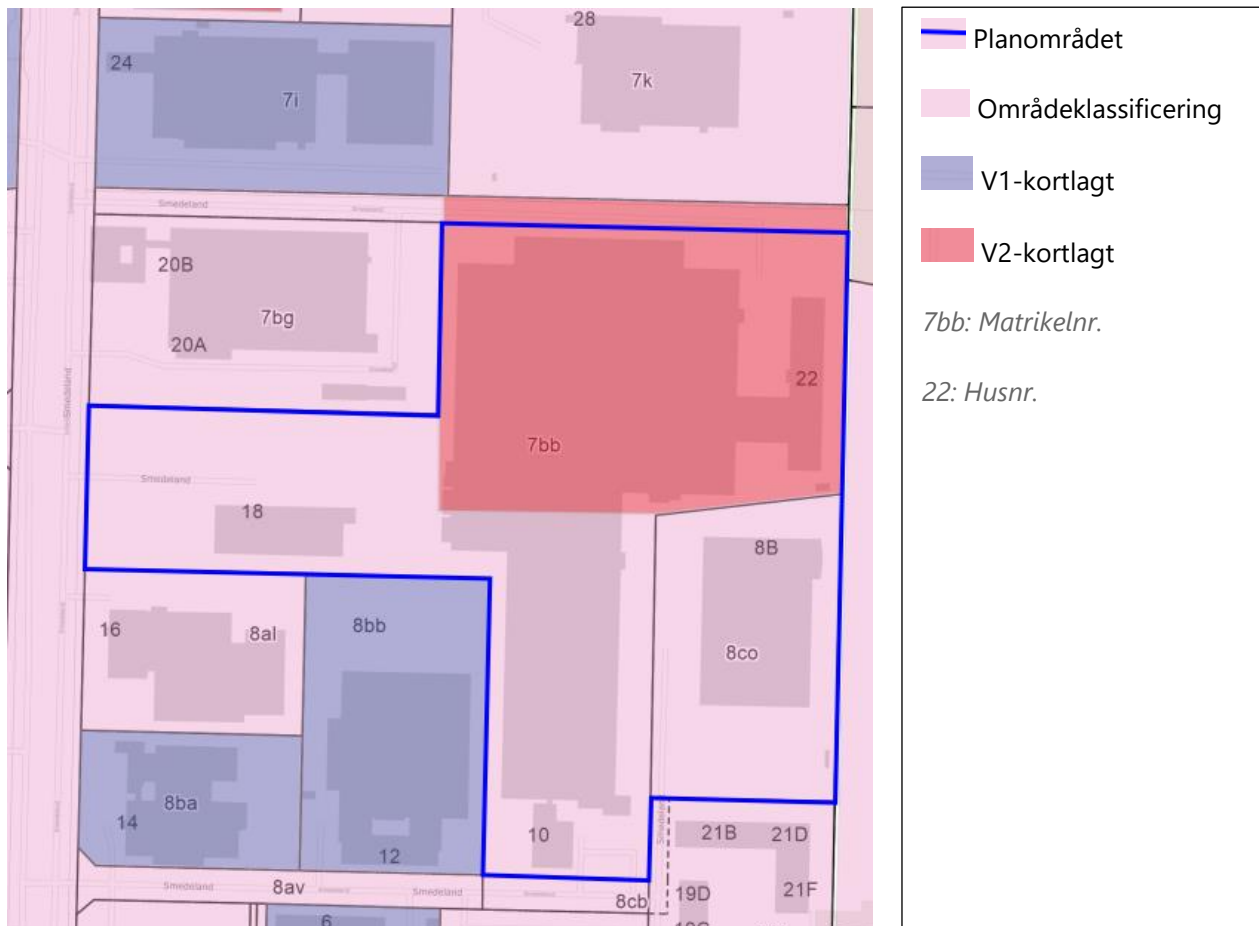 28
24
7i
7k
Smedeland
20B
7bg
20A
22
Smedeland
7bb
Smedeland
18
8B
16
8al
8bb
8co
8ba
14
12
10
Smedeland
21B
21D
Smedeland
8av
Smedeland
8cb
19D
21F
6
Planområdet
Områdeklassificering
V1-kortlagt
V2-kortlagt
7bb: Matrikelnr.
22: Husnr.